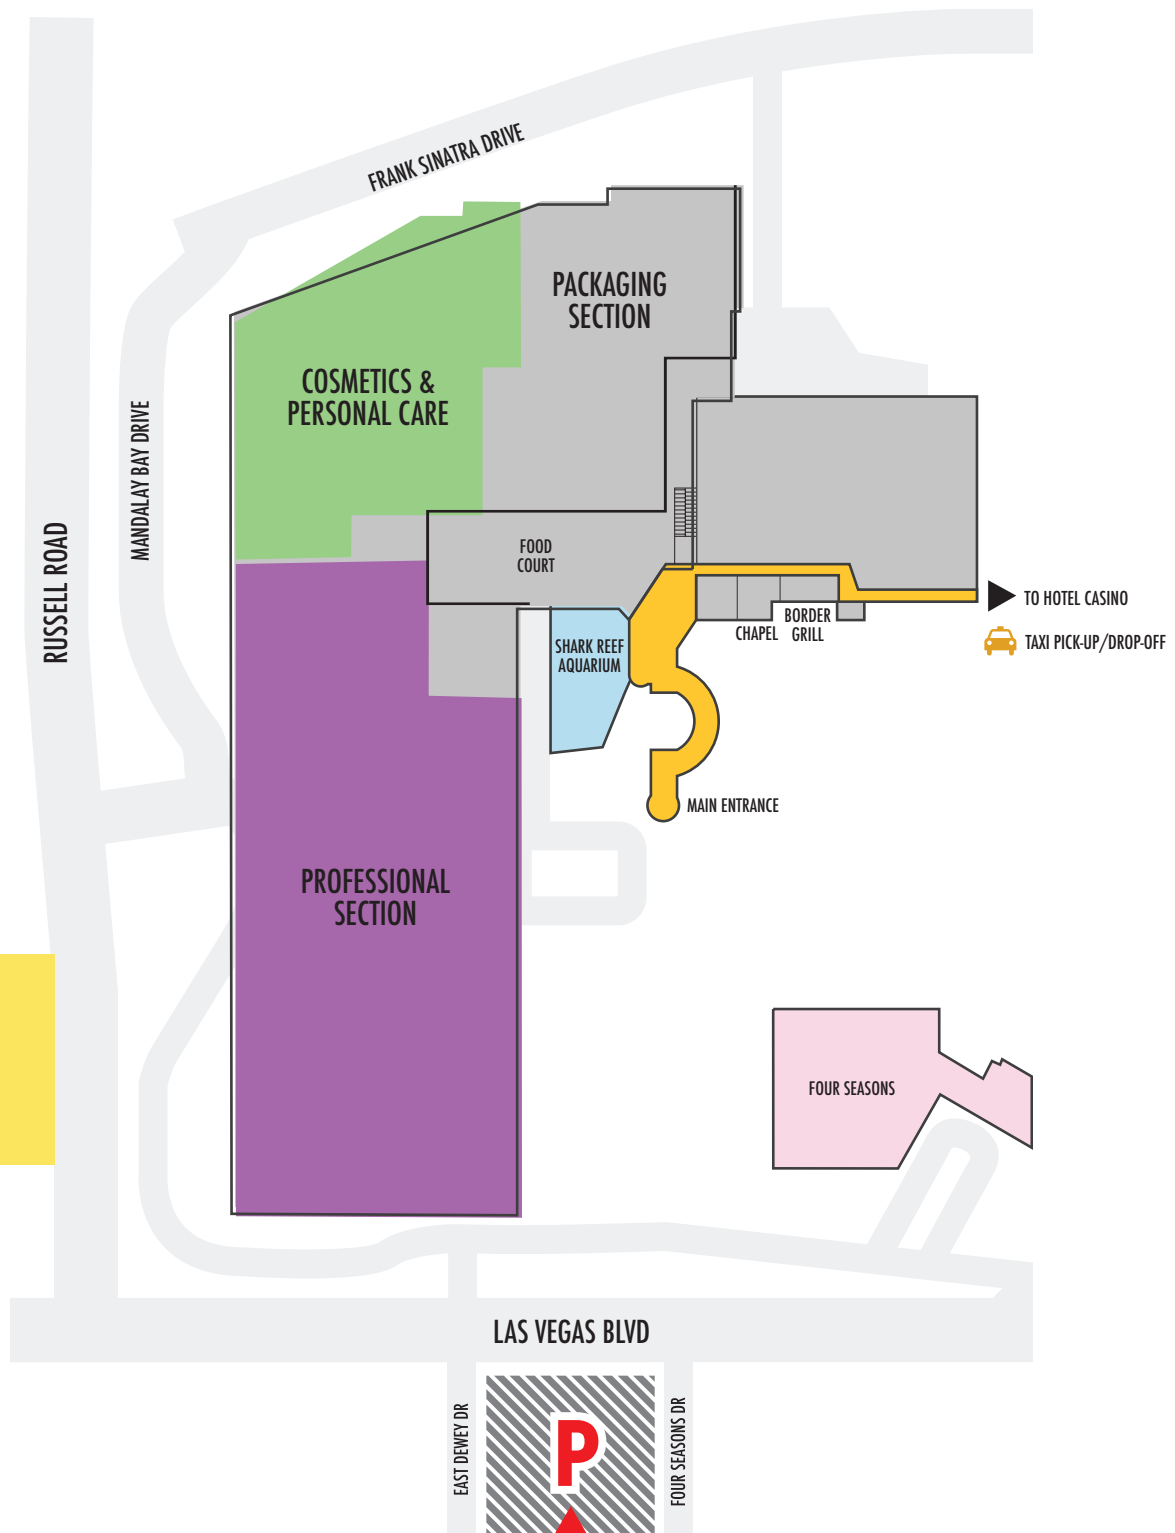 FRANK SINATRA DRIVE
PACKAGING
SECTION
COSMETICS &
PERSONAL CARE
MANDALAY BAY DRIVE
RUSSELL ROAD
FOOD
COURT
TO HOTEL CASINO
CHAPEL
BORDER
GRILL
TAXI PICK-UP/DROP-OFF
SHARK REEF
AQUARIUM
MAIN ENTRANCE
PROFESSIONAL
SECTION
FOUR SEASONS
LAS VEGAS BLVD
EAST DEWEY DR
P
FOUR SEASONS DR